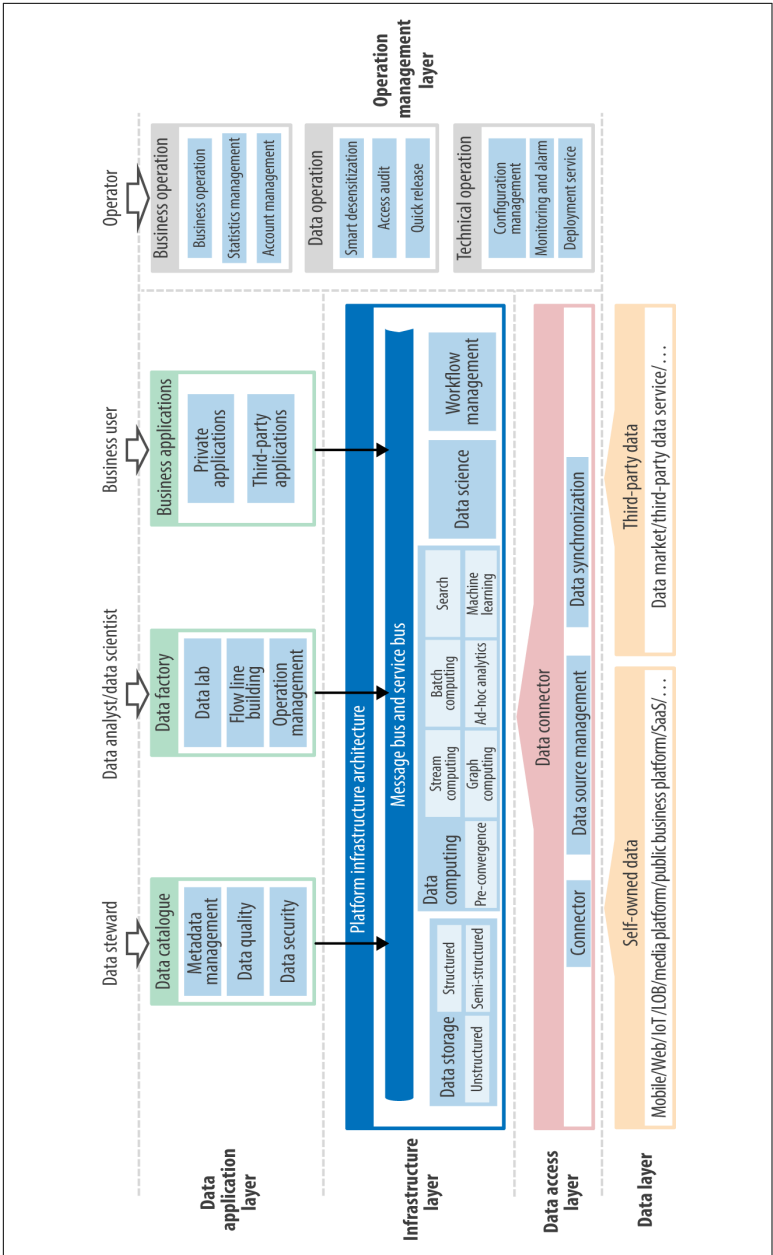 Data steward
Data analyst/data scientist
Business user
Operator
Data
application
layer
Data catalogue
Metadata
management
Data quality
Data security
Data factory
Data lab
Flow line
building
Operation
management
Business applications
Private
applications
Third-party
applications
Business operation
Business operation
Statistics management
Account management
Operation
management
layer
Infrastructure
layer
Platform infrastructure architecture
Message bus and service bus
Data storage
Structured
Unstructured
Semi-structured
Data
computing
Stream
computing
Batch
computing
Search
Pre-convergence
Graph
computing
Ad-hoc analytics
Machine
learning
Data science
Workflow
management
Data operation
Smart desensitization
Access audit
Quick release
Data access
layer
Data connector
Connector
Data source management
Data synchronization
Technical operation
Configuration
management
Monitoring and alarm
Deployment service
Data layer
Self-owned data
Mobile/Web/IoT/LOB/media platform/public business platform/SaaS/. . .
Third-party data
Data market/third-party data service/. . .